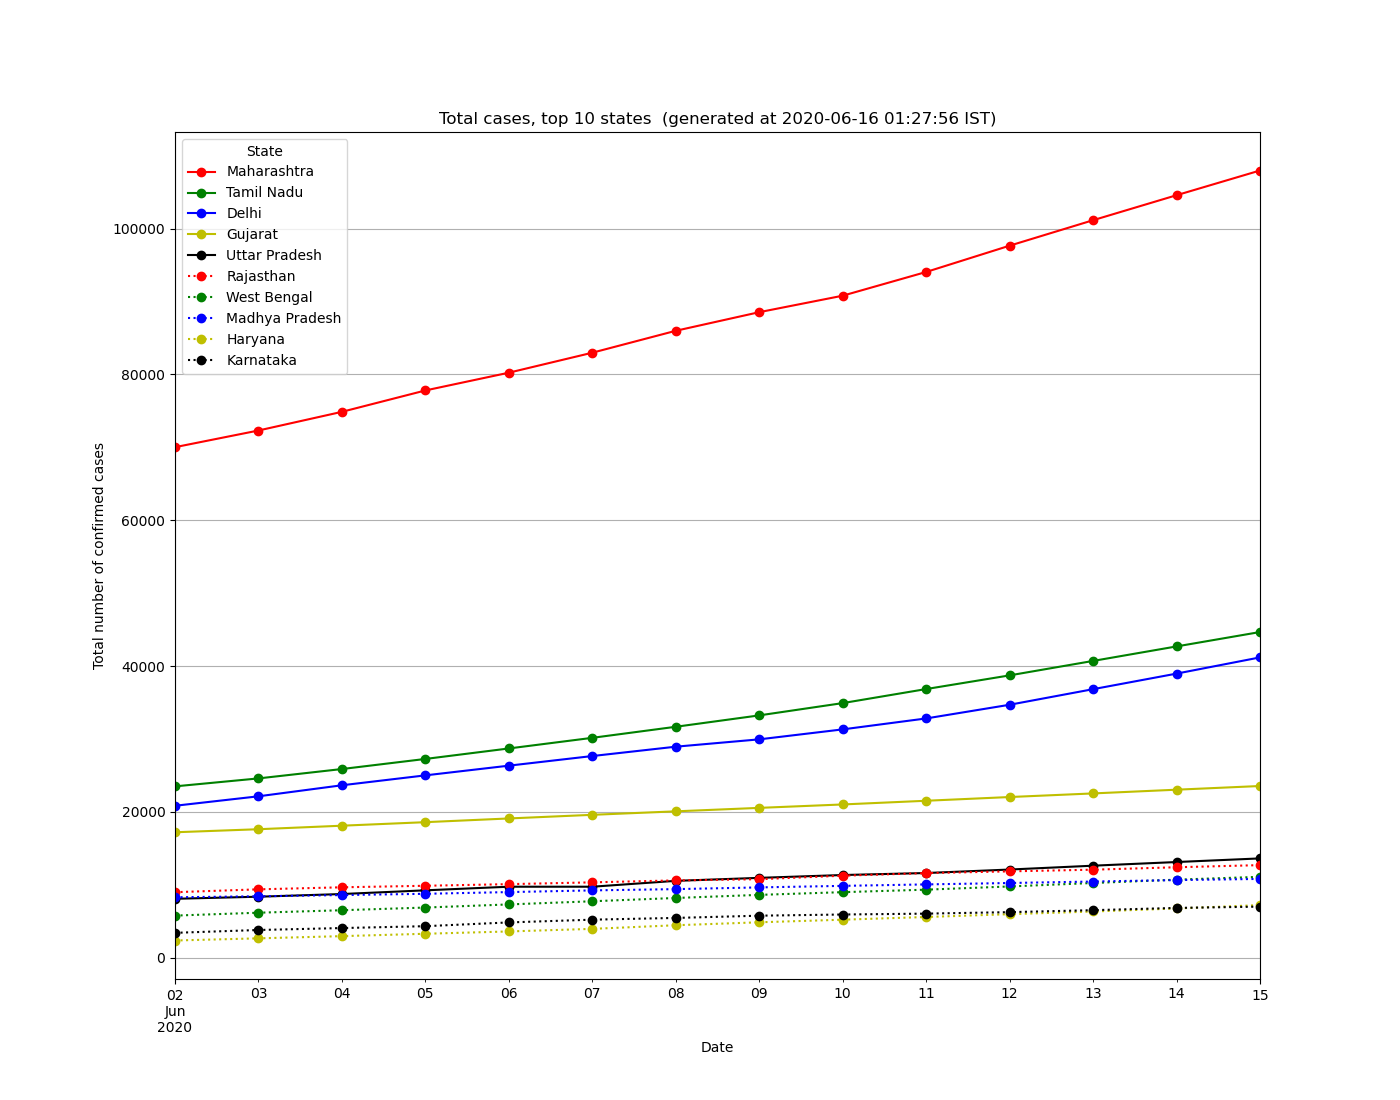 Total cases, top 10 states  (generated at 2020-06-16 01:27:56 IST)
State
Maharashtra
Tamil Nadu
Delhi
Gujarat
Uttar Pradesh
Rajasthan
West Bengal
Madhya Pradesh
Haryana
Karnataka
Total number of confirmed cases
100000
80000
60000
40000
20000
0
02 03 04 05 06 07 08 09 10 11 12 13 14 15
Jun
2020
Date